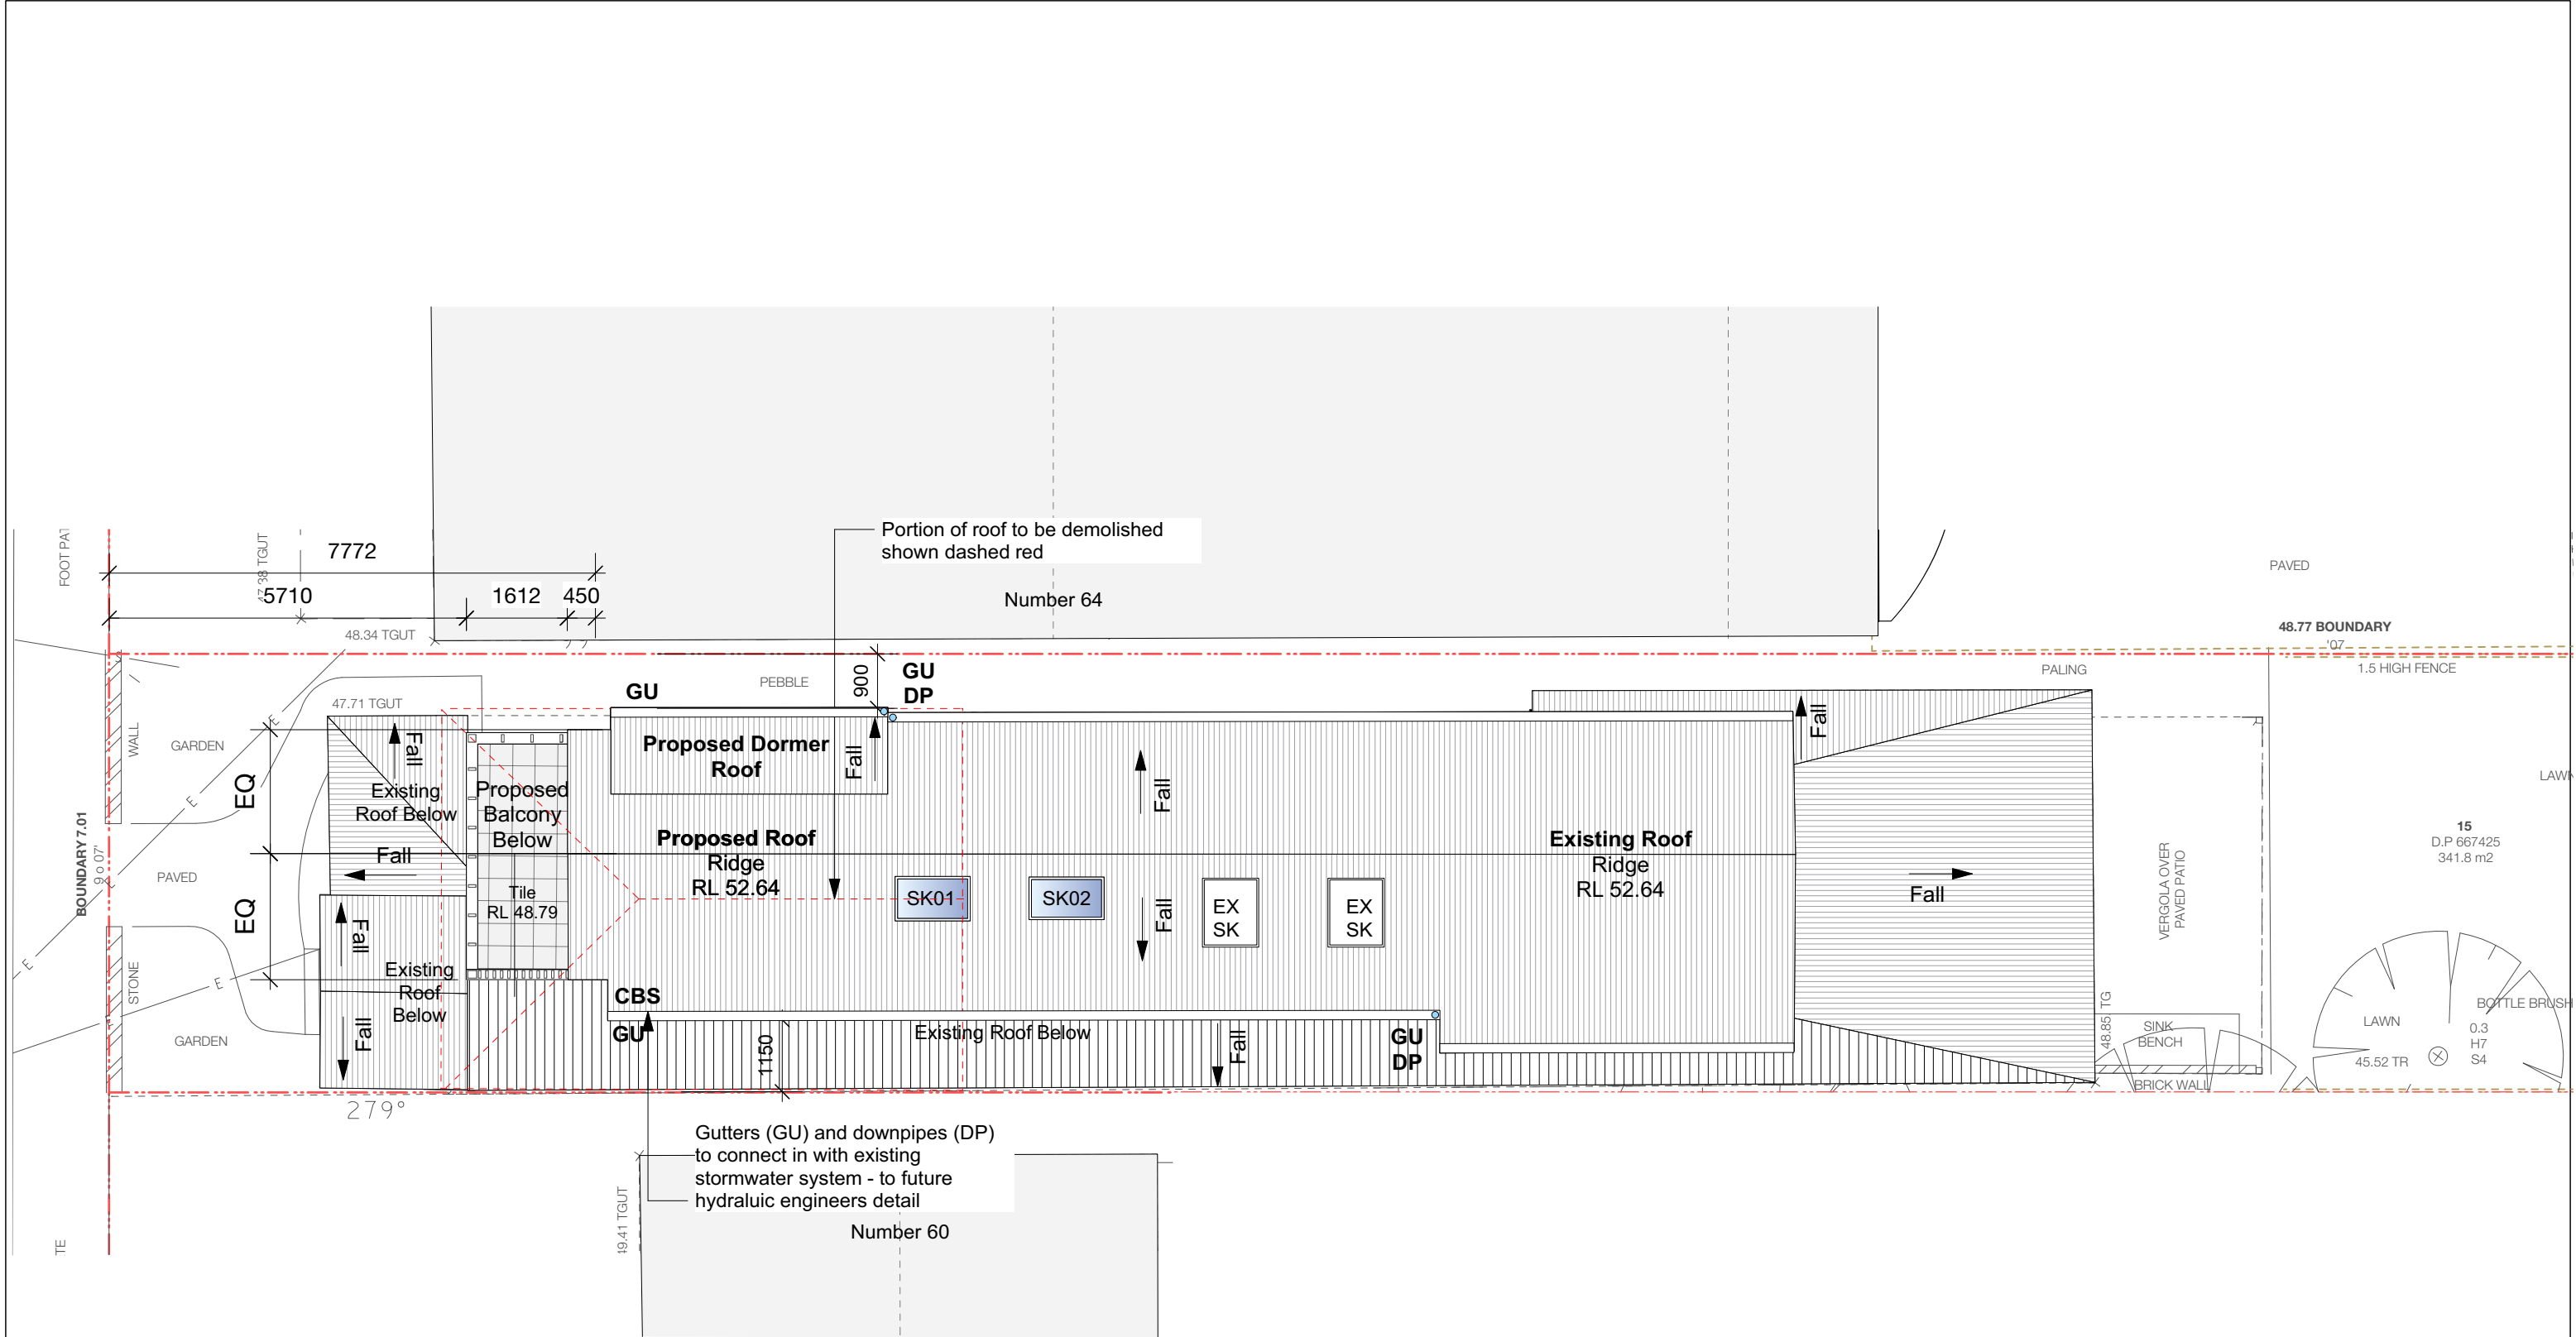 Portion of roof to be demolished
shown dashed red
Number 64
7772
5710
1612
450
48.34 TGUT
47.71 TGUT
PEBBLE
900
GU
GU
DP
PAVED
48.77 BOUNDARY
'07
1.5 HIGH FENCE
PALING
WALL
GARDEN
EQ
EQ
BOUNDARY 7.01
9 o 07'
PAVED
STONE
GARDEN
E
E
E
E
Fall
Existing
Roof Below
Fall
Fall
Existing
Roof
Below
Fall
Proposed
Balcony
Below
Tile
RL 48.79
Proposed Dormer
Roof
Fall
Proposed Roof
Ridge
RL 52.64
SK01
SK02
EX
SK
EX
SK
Fall
Fall
Existing Roof
Ridge
RL 52.64
Fall
Fall
VERGOLA OVER
PAVED PATIO
15
D.P 667425
341.8 m2
CBS
GU
1150
Existing Roof Below
Fall
GU
DP
48.85 TG
SINK
BENCH
BRICK WALL
LAWN
45.52 TR
BOTTLE BRUSH
0.3
H7
S4
279°
Gutters (GU) and downpipes (DP)
to connect in with existing
stormwater system - to future
hydraluic engineers detail
49.41 TGUT
Number 60